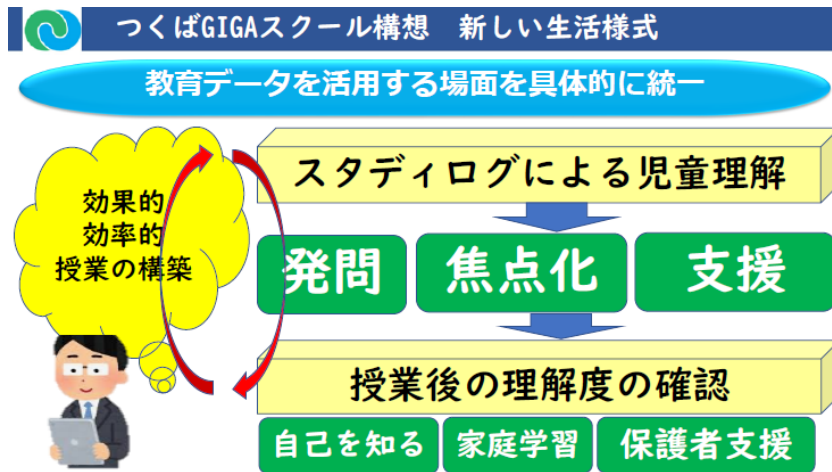 つくばGIGAスクール構想　新しい生活様式
教育データを活用する場面を具体的に統一
効果的
効率的
授業の構築
スタディログによる児童理解
発問
焦点化
支援
授業後の理解度の確認
自己を知る
家庭学習
保護者支援